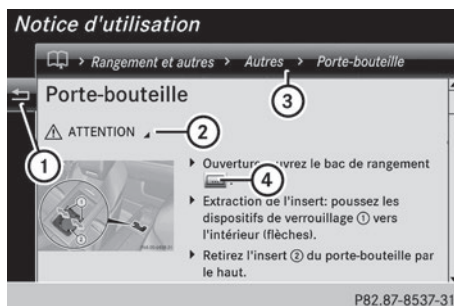 Notice d'utilisation
> Rangement et autres > Autres > Porte-bouteille
3
Porte-bouteille
ATTENTION
2
1
Ouverture: ouvrez le bac de rangement
4
Extraction de l'insert: poussez les
dispositifs de verrouillage ① vers
l'intérieur (flèches).
Retirez l'insert ② du porte-bouteille par
le haut.
P82.87-8537-31